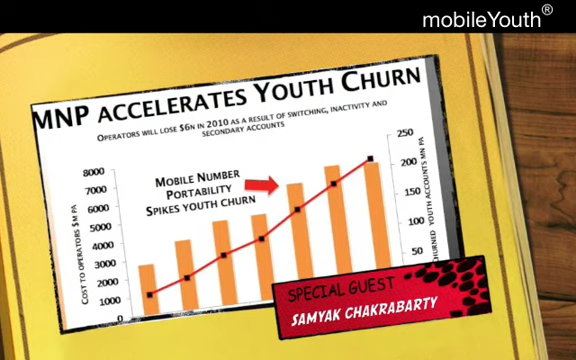 mobileYouth®
MNP ACCELERATES YOUTH CHURN
OPERATORS WILL LOSE $6N IN 2010 AS A RESULT OF SWITCHING, INACTIVITY AND
SECONDARY ACCOUNTS
8000
7000
6000
5000
4000
3000
2000
1000
0
COST TO OPERATORS $M PA
MOBILE NUMBER
PORTABILITY
SPIKES YOUTH CHURN
250
200
150
100
50
CHURNED YOUTH ACCOUNTS MN PA
SPECIAL GUEST
SAMYAK CHAKRABARTY